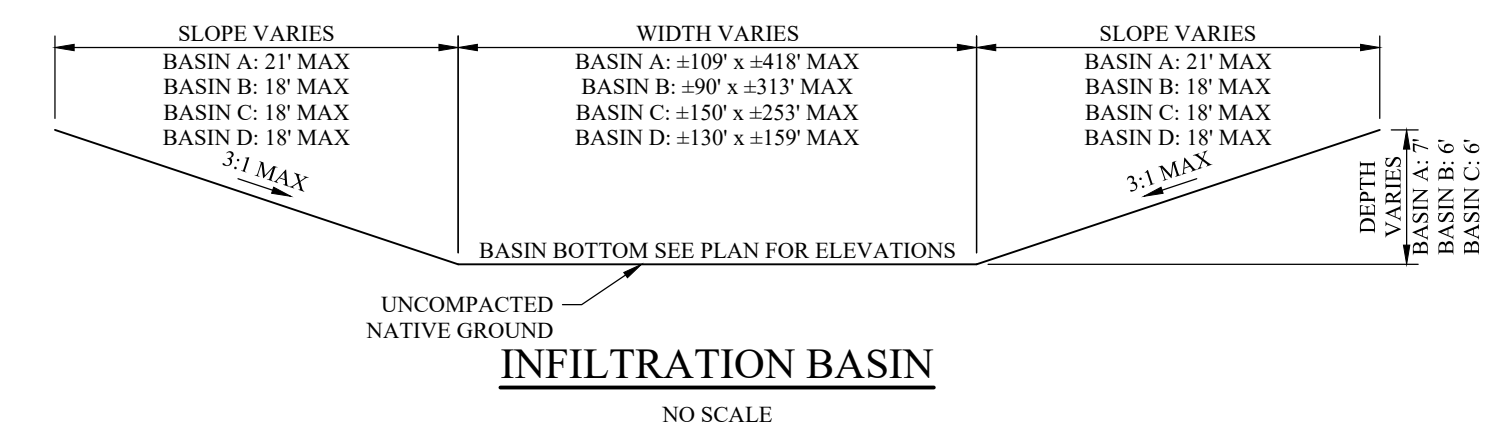 SLOPE VARIES
BASIN A: 21' MAX
BASIN B: 18' MAX
BASIN C: 18' MAX
BASIN D: 18' MAX
3:1 MAX
WIDTH VARIES
BASIN A: ±109' x ±418' MAX
BASIN B: ±90' x ±313' MAX
BASIN C: ±150' x ±253' MAX
BASIN D: ±130' x ±159' MAX
SLOPE VARIES
BASIN A: 21' MAX
BASIN B: 18' MAX
BASIN C: 18' MAX
BASIN D: 18' MAX
3:1 MAX
DEPTH
VARIES
BASIN A: 7'
BASIN B: 6'
BASIN C: 6'
BASIN BOTTOM SEE PLAN FOR ELEVATIONS
UNCOMPACTED
NATIVE GROUND
INFILTRATION BASIN
NO SCALE